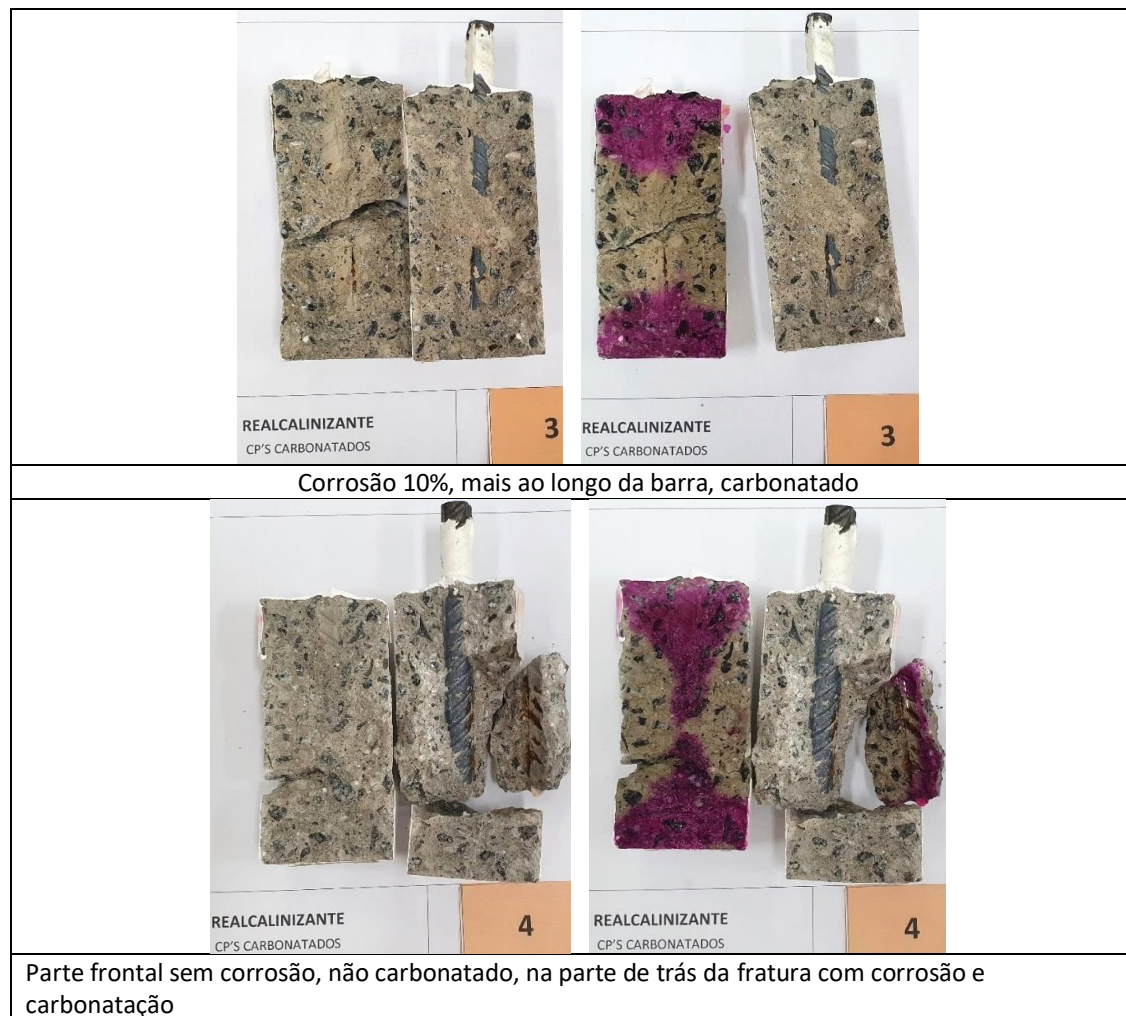 REALCALINIZANTE
CP'S CARBONATADOS
3
REALCALINIZANTE
CP'S CARBONATADOS
3
Corrosão 10%, mais ao longo da barra, carbonatado
REALCALINIZANTE
CP'S CARBONATADOS
4
REALCALINIZANTE
CP'S CARBONATADOS
4
Parte frontal sem corrosão, não carbonatado, na parte de trás da fratura com corrosão e
carbonatação